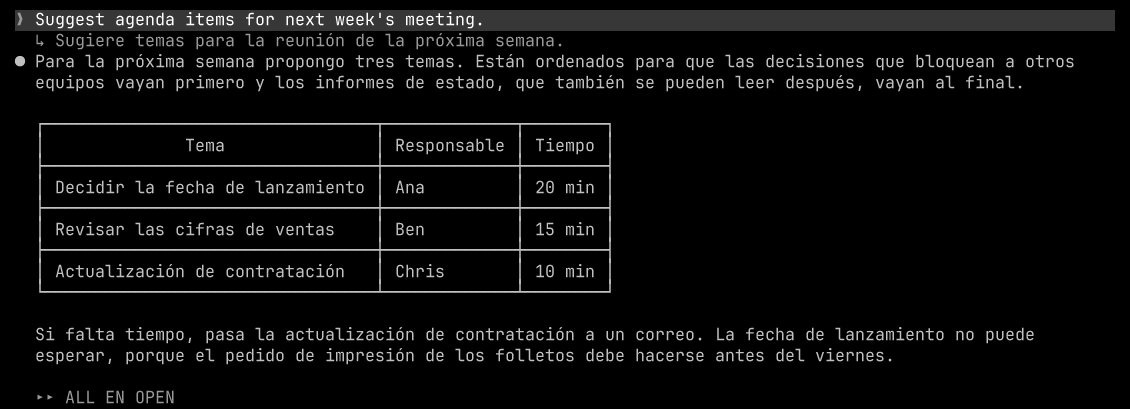 ❯ Suggest agenda items for next week's meeting.
↳ Sugiere temas para la reunión de la próxima semana.
● Para la próxima semana propongo tres temas. Están ordenados para que las decisiones que bloquean a otros
equipos vayan primero y los informes de estado, que también se pueden leer después, vayan al final.
Tema Responsable Tiempo
Decidir la fecha de lanzamiento Ana 20 min
Revisar las cifras de ventas Ben 15 min
Actualización de contratación Chris 10 min
Si falta tiempo, pasa la actualización de contratación a un correo. La fecha de lanzamiento no puede
esperar, porque el pedido de impresión de los folletos debe hacerse antes del viernes.
▸▸ ALL EN OPEN